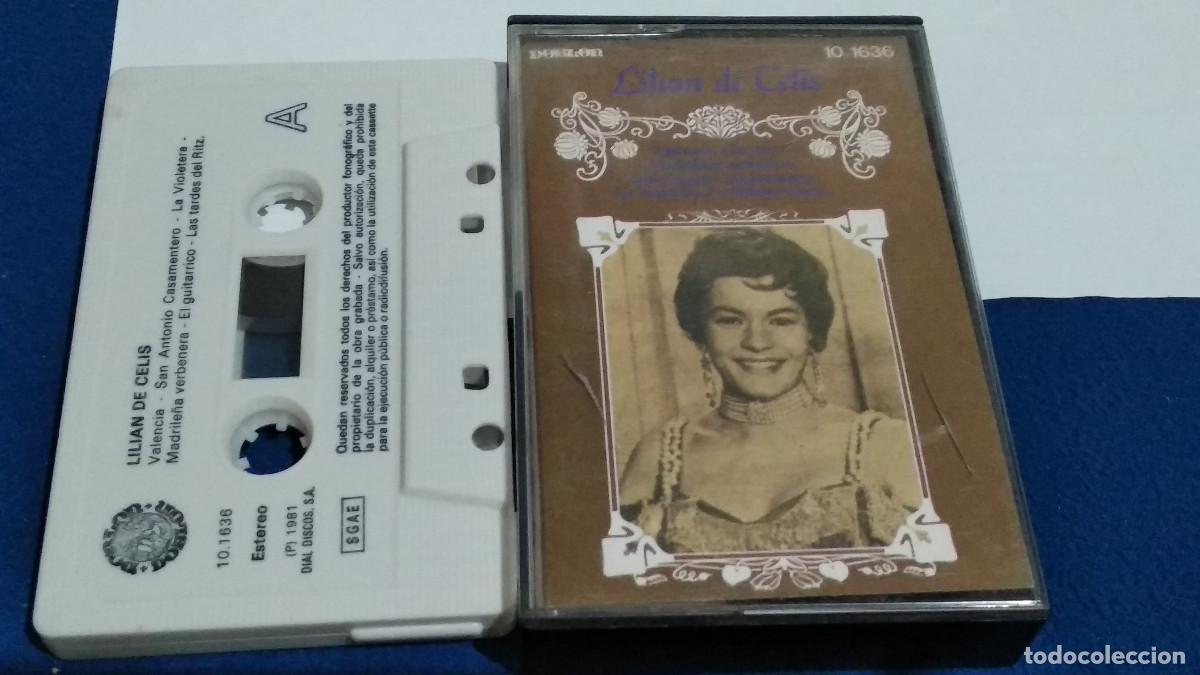 LILIAN DE CELIS
Valencia - San Antonio Casamentero - La Violetera -
Madrileña verbenera - El guitarrico - Las tardes del Ritz.
A
10.1636
Estereo
(P) 1981
DIAL DISCOS, S.A.
Quedan reservados todos los derechos del productor fonográfico y del
propietario de la obra grabada - Salvo autorización, queda prohibida
la duplicación, alquiler o préstamo, así como la utilización de este cassette
para la ejecución pública o radiodifusión.
SGAE
DOBLON
10.1636
Lilian de Celis
todocoleccion